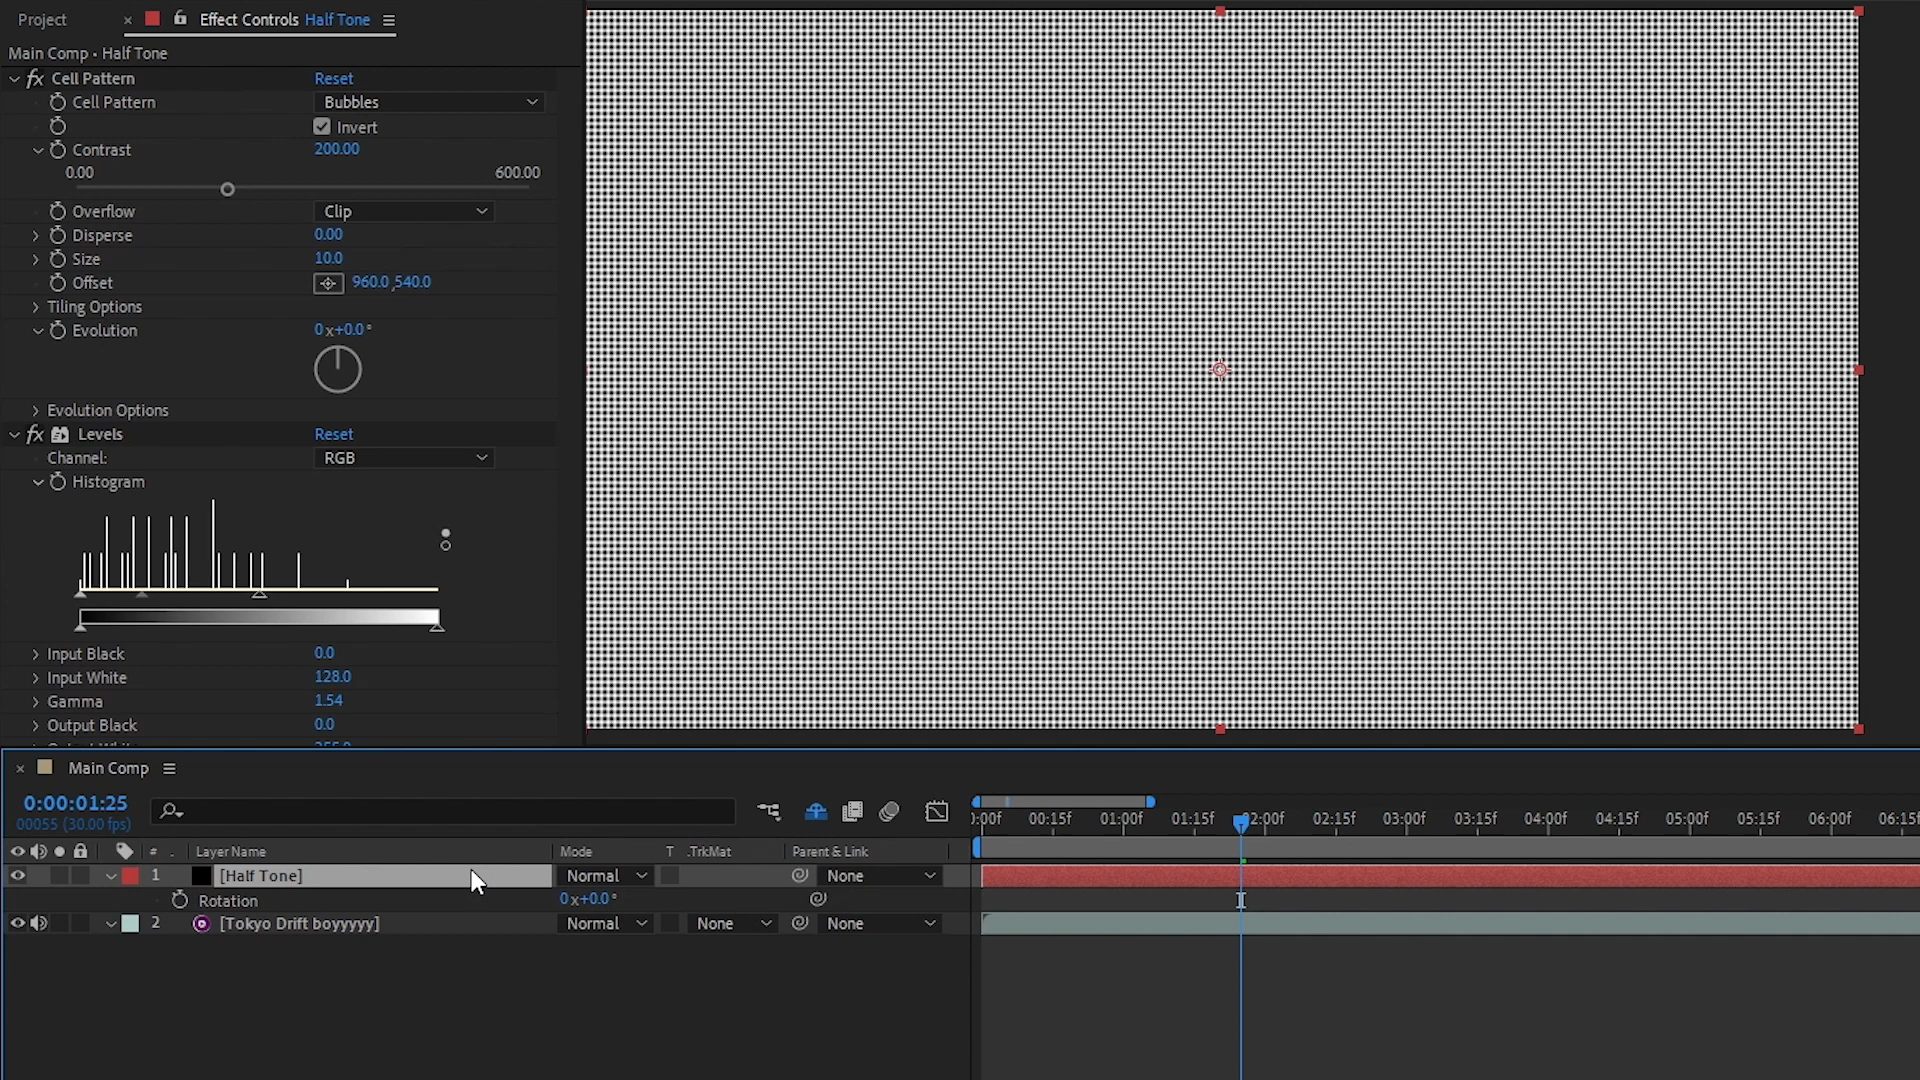 Project
× Effect Controls Half Tone
Main Comp • Half Tone
fx Cell Pattern Reset
Cell Pattern Bubbles
Invert
Contrast 200.00
0.00 600.00
Overflow Clip
Disperse 0.00
Size 10.0
Offset 960.0,540.0
Tiling Options
Evolution 0x+0.0°
Evolution Options
fx Levels Reset
Channel: RGB
Histogram
Input Black 0.0
Input White 128.0
Gamma 1.54
Output Black 0.0
× Main Comp
0:00:01:25
00055 (30.00 fps)
:00f 00:15f 01:00f 01:15f 02:00f 02:15f 03:00f 03:15f 04:00f 04:15f 05:00f 05:15f 06:00f 06:15f
# . Layer Name Mode T .TrkMat Parent & Link
1 [Half Tone] Normal None
Rotation 0x+0.0°
2 [Tokyo Drift boyyyyy] Normal None None